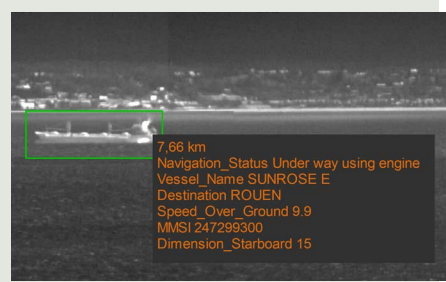 7,66 km
Navigation_Status Under way using engine
Vessel_Name SUNROSE E
Destination ROUEN
Speed_Over_Ground 9.9
MMSI 247299300
Dimension_Starboard 15